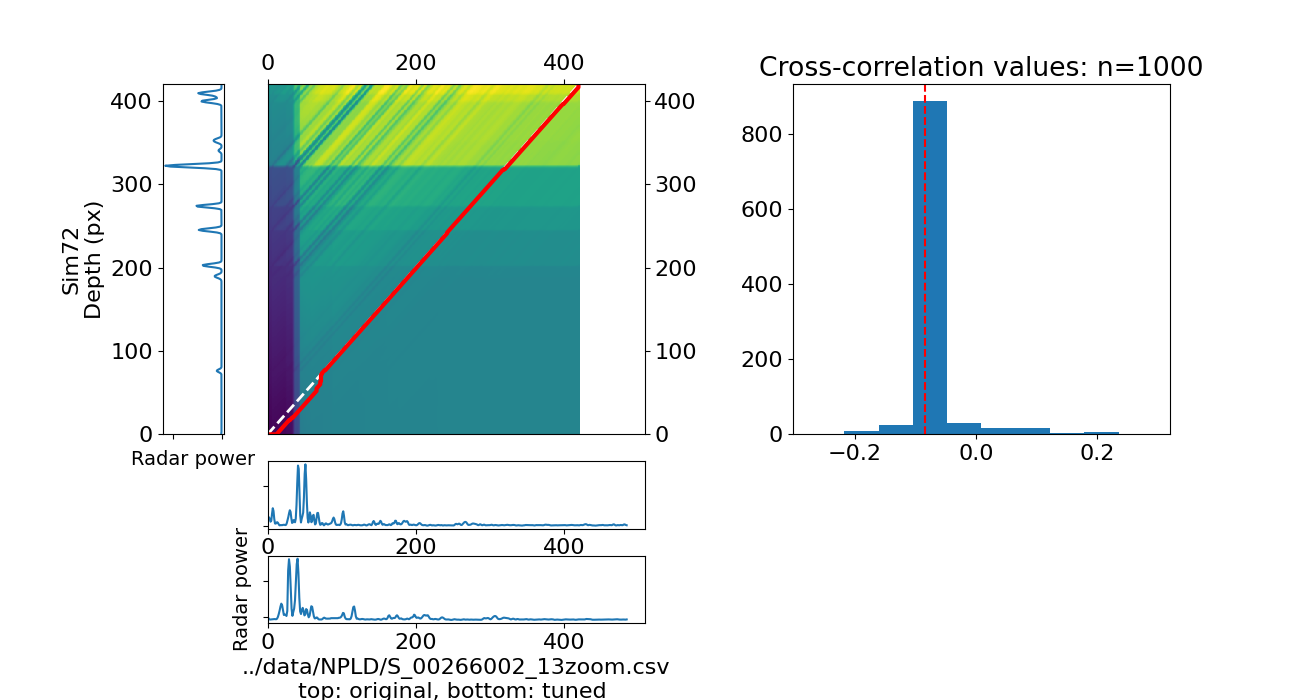 Cross-correlation values: n=1000
0 200 400
400
300
200
100
0
Sim72
Depth (px)
Radar power
400
300
200
100
0
800
600
400
200
0
−0.2 0.0 0.2
0 200 400
Radar power
0 200 400
../data/NPLD/S_00266002_13zoom.csv
top: original, bottom: tuned